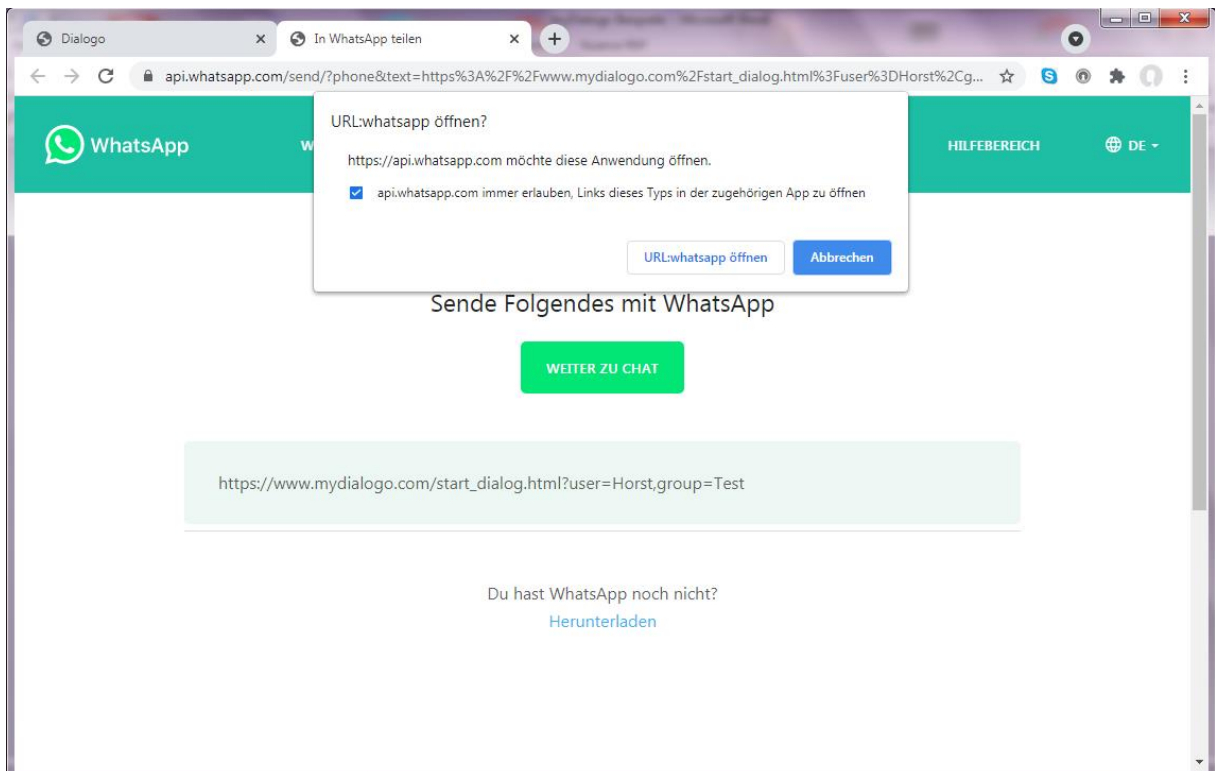 Dialogo
In WhatsApp teilen
api.whatsapp.com/send/?phone&text=https%3A%2F%2Fwww.mydialogo.com%2Fstart_dialog.html%3Fuser%3DHorst%2Cg...
WhatsApp
W
HILFEBEREICH
DE
URL:whatsapp öffnen?
https://api.whatsapp.com möchte diese Anwendung öffnen.
api.whatsapp.com immer erlauben, Links dieses Typs in der zugehörigen App zu öffnen
URL:whatsapp öffnen
Abbrechen
Sende Folgendes mit WhatsApp
WEITER ZU CHAT
https://www.mydialogo.com/start_dialog.html?user=Horst,group=Test
Du hast WhatsApp noch nicht?
Herunterladen